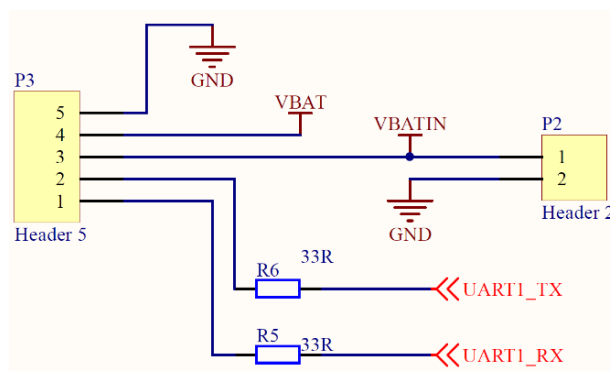 P3
GND
5
4
3
2
1
VBAT
VBATIN
P2
1
2
Header 5
Header 2
GND
R6
33R
UART1_TX
R5
33R
UART1_RX